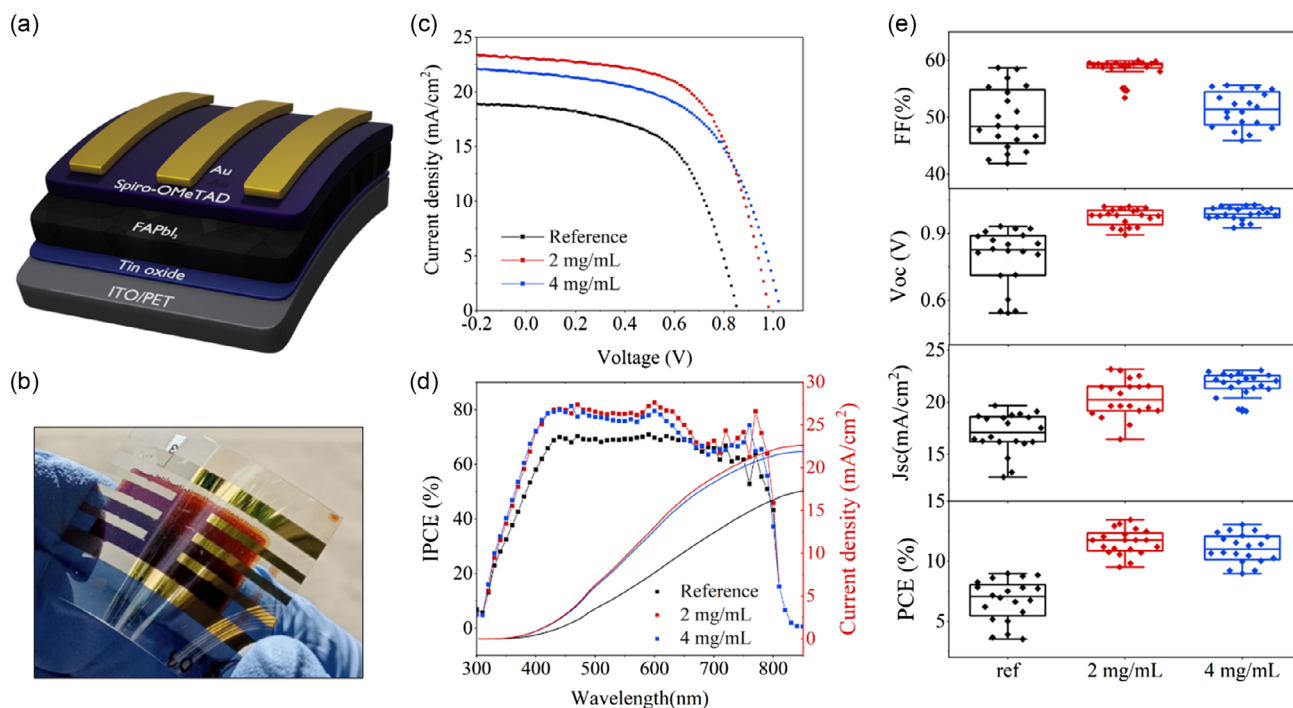 (a)
Au
Spiro-OMeTAD
FAPbI3
Tin oxide
ITO/PET
(b)
(c)
25
20
15
10
5
0
-0.2 0.0 0.2 0.4 0.6 0.8 1.0
Current density (mA/cm²)
Voltage (V)
Reference
2 mg/mL
4 mg/mL
(d)
80
60
40
20
0
IPCE (%)
30
25
20
15
10
5
0
Current density (mA/cm²)
Reference
2 mg/mL
4 mg/mL
300 400 500 600 700 800
Wavelength(nm)
(e)
60
50
40
FF(%)
0.9
0.6
Voc (V)
25
20
15
Jsc(mA/cm²)
15
10
5
PCE (%)
ref 2 mg/mL 4 mg/mL